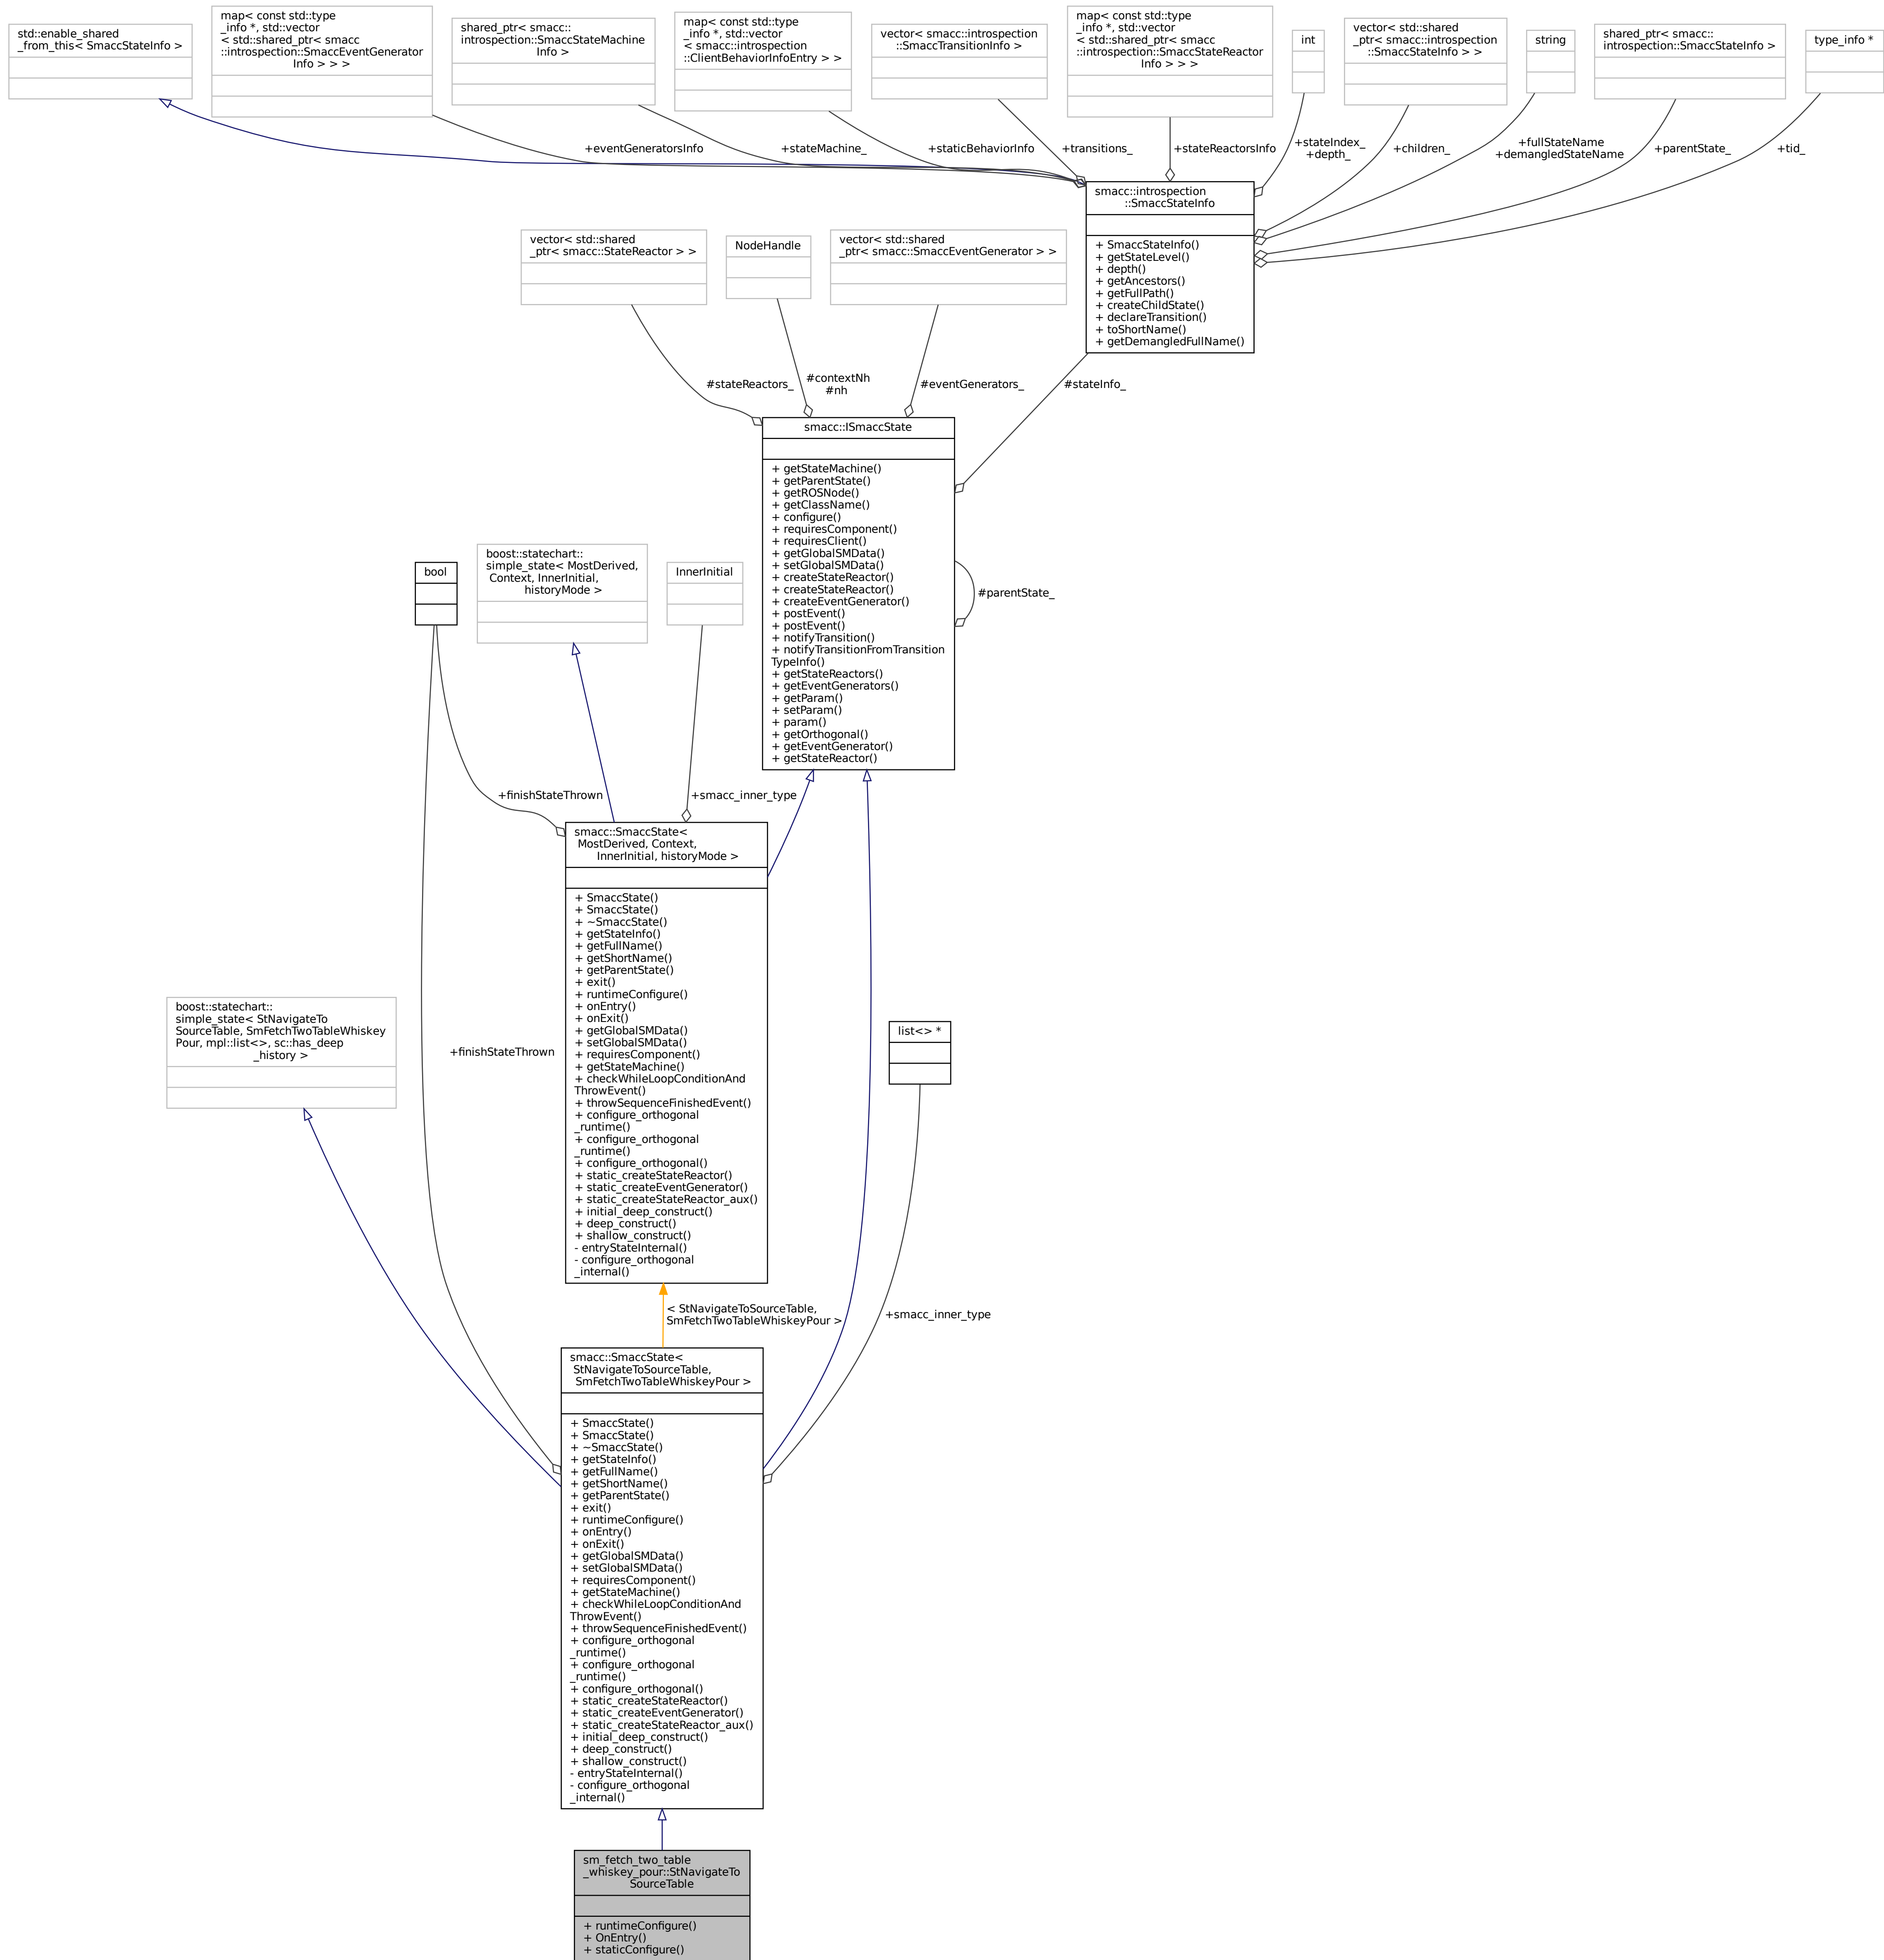 std::enable_shared
_from_this< SmaccStateInfo >
map< const std::type
_info *, std::vector
< std::shared_ptr< smacc
::introspection::SmaccEventGenerator
Info > > >
shared_ptr< smacc::
introspection::SmaccStateMachine
Info >
map< const std::type
_info *, std::vector
< smacc::introspection
::ClientBehaviorInfoEntry > >
vector< smacc::introspection
::SmaccTransitionInfo >
map< const std::type
_info *, std::vector
< std::shared_ptr< smacc
::introspection::SmaccStateReactor
Info > > >
int
vector< std::shared
_ptr< smacc::introspection
::SmaccStateInfo > >
string
shared_ptr< smacc::
introspection::SmaccStateInfo >
type_info *
+eventGeneratorsInfo
+stateMachine_
+staticBehaviorInfo
+transitions_
+stateReactorsInfo
+stateIndex_
+depth_
+children_
+fullStateName
+demangledStateName
+parentState_
+tid_
smacc::introspection
::SmaccStateInfo
+ SmaccStateInfo()
+ getStateLevel()
+ depth()
+ getAncestors()
+ getFullPath()
+ createChildState()
+ declareTransition()
+ toShortName()
+ getDemangledFullName()
vector< std::shared
_ptr< smacc::StateReactor > >
NodeHandle
vector< std::shared
_ptr< smacc::SmaccEventGenerator > >
#stateReactors_
#contextNh
#nh
#eventGenerators_
#stateInfo_
smacc::ISmaccState
+ getStateMachine()
+ getParentState()
+ getROSNode()
+ getClassName()
+ configure()
+ requiresComponent()
+ requiresClient()
+ getGlobalSMData()
+ setGlobalSMData()
+ createStateReactor()
+ createStateReactor()
+ createEventGenerator()
+ postEvent()
+ postEvent()
+ notifyTransition()
+ notifyTransitionFromTransition
TypeInfo()
+ getStateReactors()
+ getEventGenerators()
+ getParam()
+ setParam()
+ param()
+ getOrthogonal()
+ getEventGenerator()
+ getStateReactor()
#parentState_
bool
boost::statechart::
simple_state< MostDerived,
Context, InnerInitial,
historyMode >
InnerInitial
+finishStateThrown
+smacc_inner_type
smacc::SmaccState<
MostDerived, Context,
InnerInitial, historyMode >
+ SmaccState()
+ SmaccState()
+ ~SmaccState()
+ getStateInfo()
+ getFullName()
+ getShortName()
+ getParentState()
+ exit()
+ runtimeConfigure()
+ onEntry()
+ onExit()
+ getGlobalSMData()
+ setGlobalSMData()
+ requiresComponent()
+ getStateMachine()
+ checkWhileLoopConditionAnd
ThrowEvent()
+ throwSequenceFinishedEvent()
+ configure_orthogonal
_runtime()
+ configure_orthogonal
_runtime()
+ configure_orthogonal()
+ static_createStateReactor()
+ static_createEventGenerator()
+ static_createStateReactor_aux()
+ initial_deep_construct()
+ deep_construct()
+ shallow_construct()
- entryStateInternal()
- configure_orthogonal
_internal()
boost::statechart::
simple_state< StNavigateTo
SourceTable, SmFetchTwoTableWhiskey
Pour, mpl::list<>, sc::has_deep
_history >
+finishStateThrown
list<> *
< StNavigateToSourceTable,
SmFetchTwoTableWhiskeyPour >
+smacc_inner_type
smacc::SmaccState<
StNavigateToSourceTable,
SmFetchTwoTableWhiskeyPour >
+ SmaccState()
+ SmaccState()
+ ~SmaccState()
+ getStateInfo()
+ getFullName()
+ getShortName()
+ getParentState()
+ exit()
+ runtimeConfigure()
+ onEntry()
+ onExit()
+ getGlobalSMData()
+ setGlobalSMData()
+ requiresComponent()
+ getStateMachine()
+ checkWhileLoopConditionAnd
ThrowEvent()
+ throwSequenceFinishedEvent()
+ configure_orthogonal
_runtime()
+ configure_orthogonal
_runtime()
+ configure_orthogonal()
+ static_createStateReactor()
+ static_createEventGenerator()
+ static_createStateReactor_aux()
+ initial_deep_construct()
+ deep_construct()
+ shallow_construct()
- entryStateInternal()
- configure_orthogonal
_internal()
sm_fetch_two_table
_whiskey_pour::StNavigateTo
SourceTable
+ runtimeConfigure()
+ OnEntry()
+ staticConfigure()